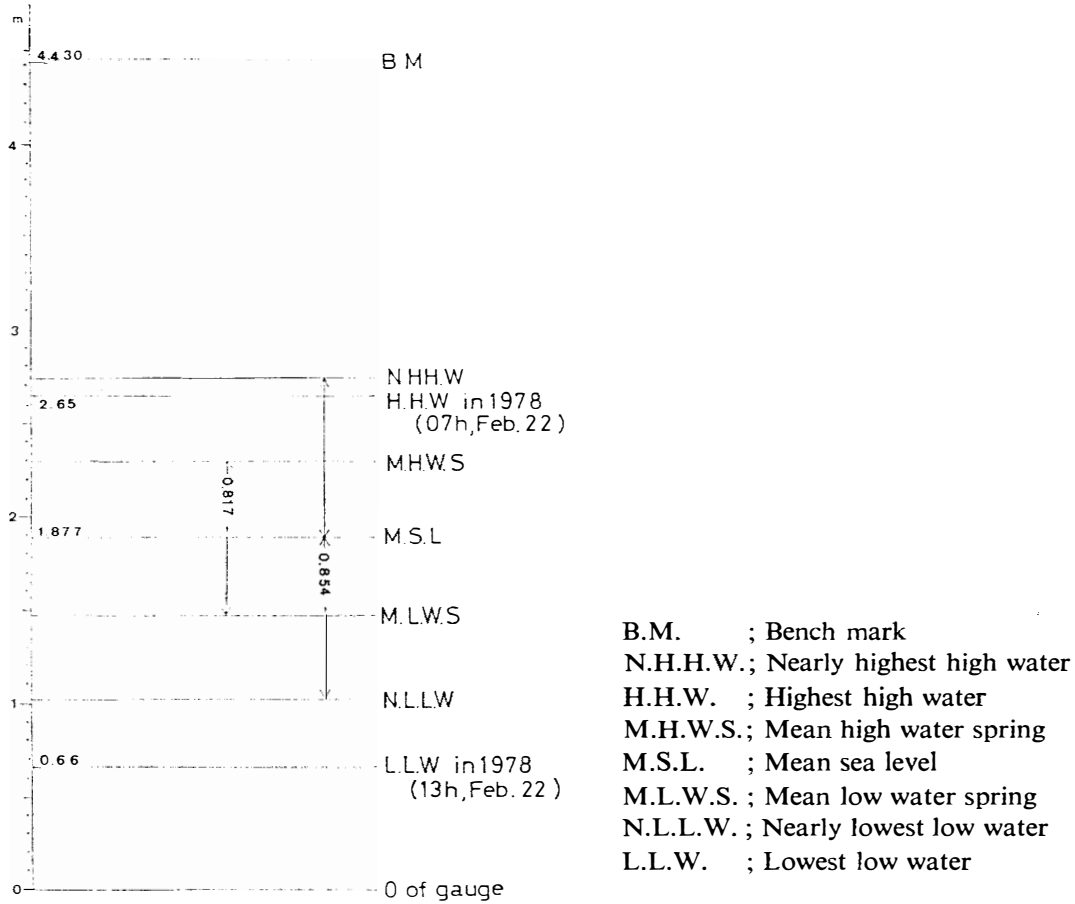 m
4.430 B M
4
3
N HH.W
2.65 H.H.W in 1978
(07h, Feb. 22)
M.H.W.S
0.817
2
1.877 M.S.L
0.854
M.L.W.S
1 N.L.L.W
0.66 L.L.W in 1978
(13h, Feb. 22)
0 0 of gauge
B.M. ; Bench mark
N.H.H.W.; Nearly highest high water
H.H.W. ; Highest high water
M.H.W.S.; Mean high water spring
M.S.L. ; Mean sea level
M.L.W.S. ; Mean low water spring
N.L.L.W. ; Nearly lowest low water
L.L.W. ; Lowest low water